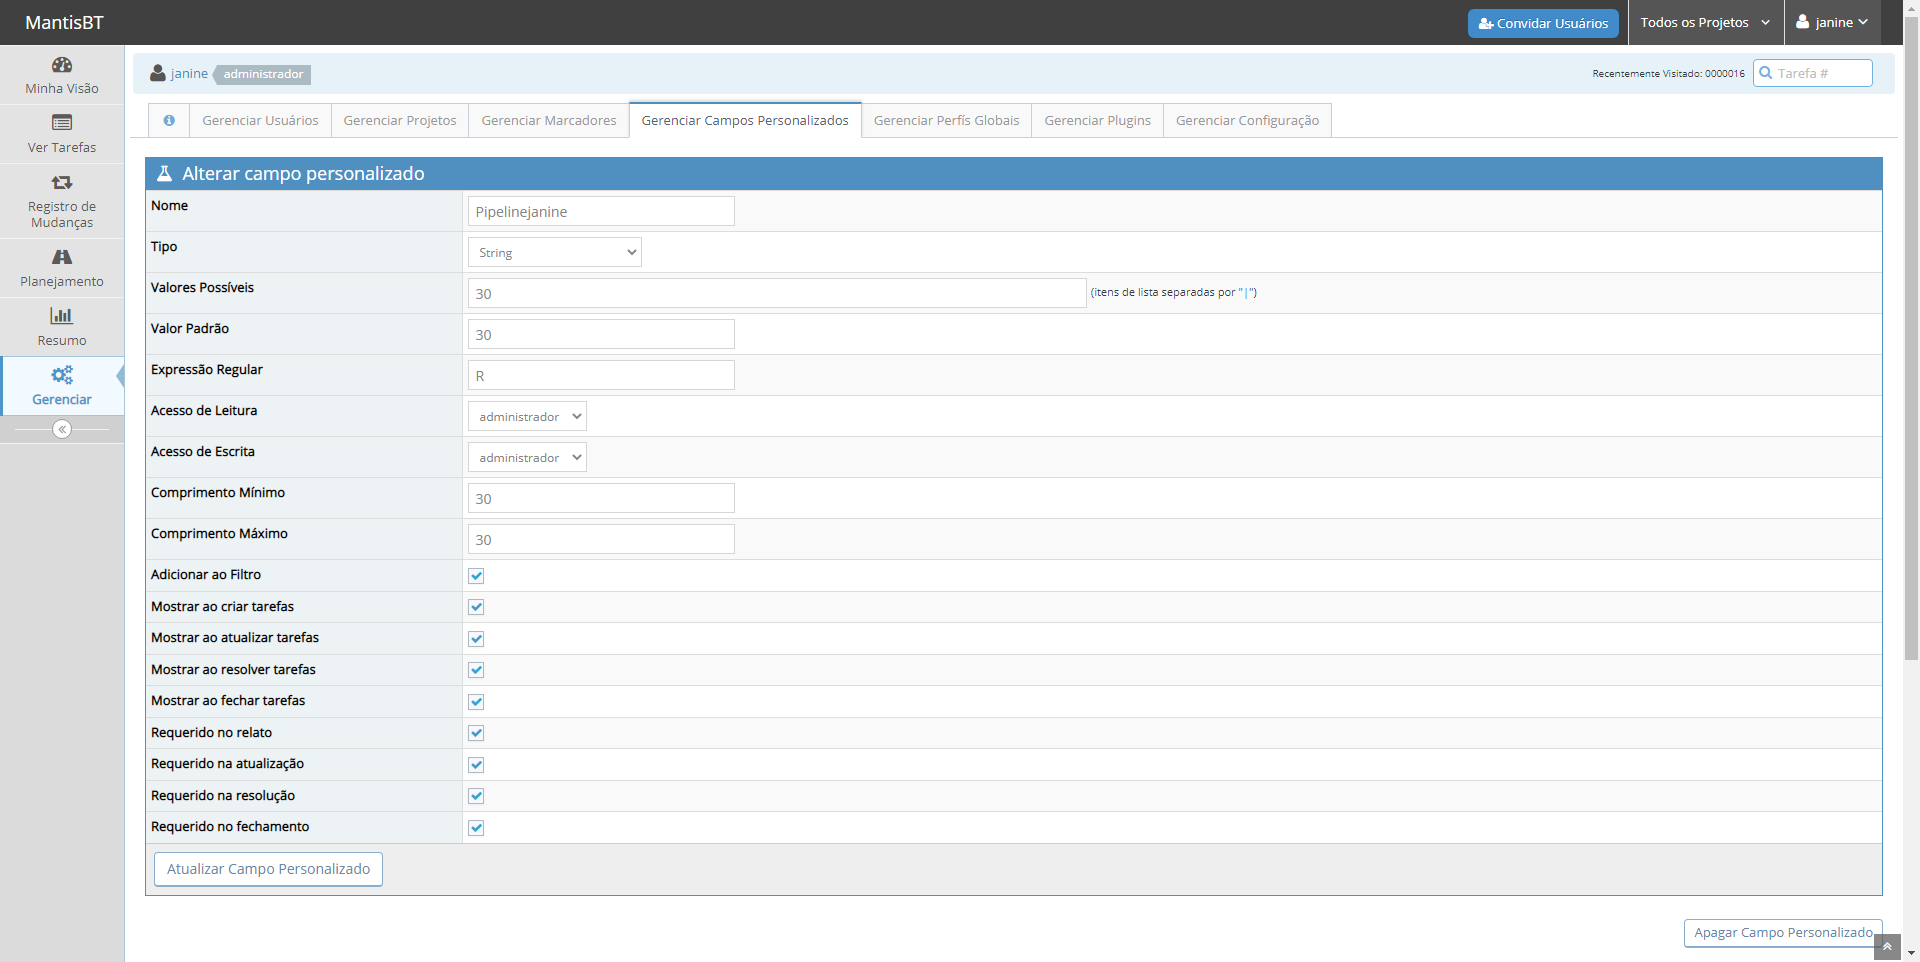 MantisBT
Convidar Usuários
Todos os Projetos
janine
Minha Visão
Ver Tarefas
Registro de
Mudanças
Planejamento
Resumo
Gerenciar
janine
administrador
Recentemente Visitado: 0000016
Tarefa #
Gerenciar Usuários
Gerenciar Projetos
Gerenciar Marcadores
Gerenciar Campos Personalizados
Gerenciar Perfís Globais
Gerenciar Plugins
Gerenciar Configuração
Alterar campo personalizado
Nome
Pipelinejanine
Tipo
String
Valores Possíveis
30
(itens de lista separadas por "|")
Valor Padrão
30
Expressão Regular
R
Acesso de Leitura
administrador
Acesso de Escrita
administrador
Comprimento Mínimo
30
Comprimento Máximo
30
Adicionar ao Filtro
Mostrar ao criar tarefas
Mostrar ao atualizar tarefas
Mostrar ao resolver tarefas
Mostrar ao fechar tarefas
Requerido no relato
Requerido na atualização
Requerido na resolução
Requerido no fechamento
Atualizar Campo Personalizado
Apagar Campo Personalizado